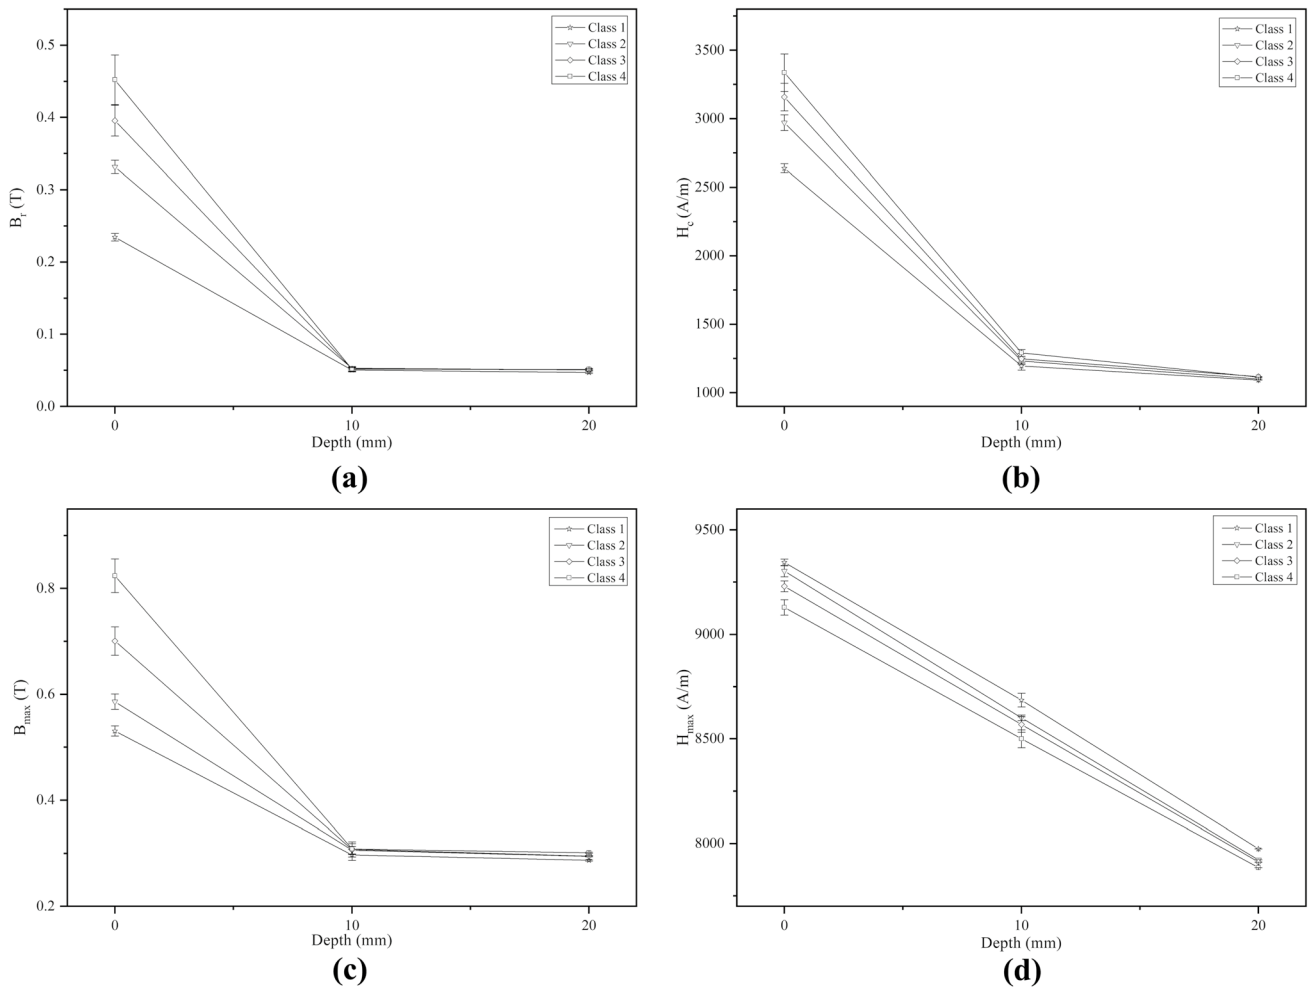 0.5
0.4
0.3
0.2
0.1
0.0
B_r (T)
Class 1
Class 2
Class 3
Class 4
0 10 20
Depth (mm)
(a)
3500
3000
2500
2000
1500
1000
H_c (A/m)
Class 1
Class 2
Class 3
Class 4
0 10 20
Depth (mm)
(b)
0.8
0.6
0.4
0.2
B_max (T)
Class 1
Class 2
Class 3
Class 4
0 10 20
Depth (mm)
(c)
9500
9000
8500
8000
H_max (A/m)
Class 1
Class 2
Class 3
Class 4
0 10 20
Depth (mm)
(d)